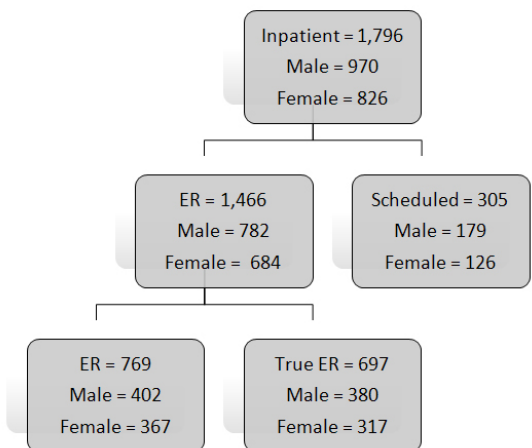 Inpatient = 1,796
Male = 970
Female = 826
ER = 1,466
Male = 782
Female = 684
Scheduled = 305
Male = 179
Female = 126
ER = 769
Male = 402
Female = 367
True ER = 697
Male = 380
Female = 317